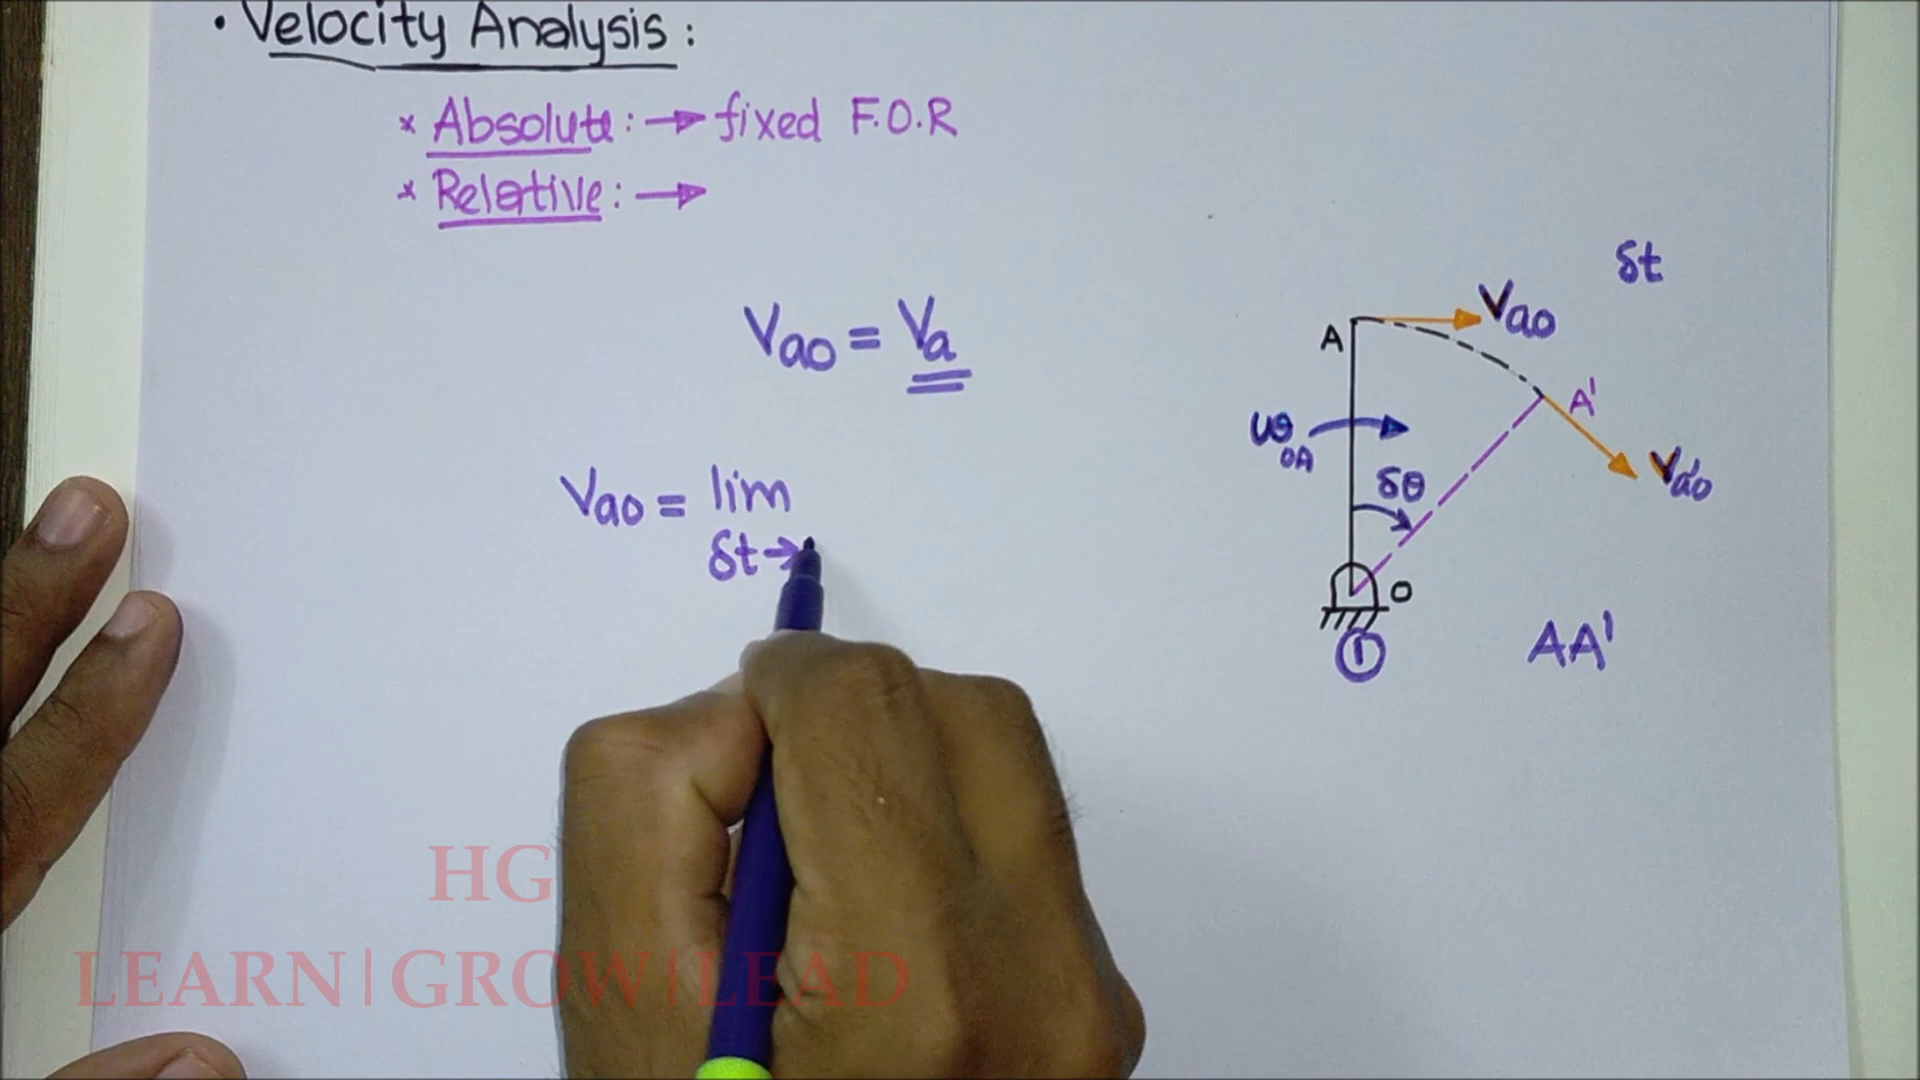 • Velocity Analysis :
* Absolute : → fixed F.O.R
* Relative : →
δt
Vao = Va
A
Vao
A'
ωOA
δθ
Va'o
Vao = lim
δt →
O
1
AA'
HG
LEARN|GROW|LEAD